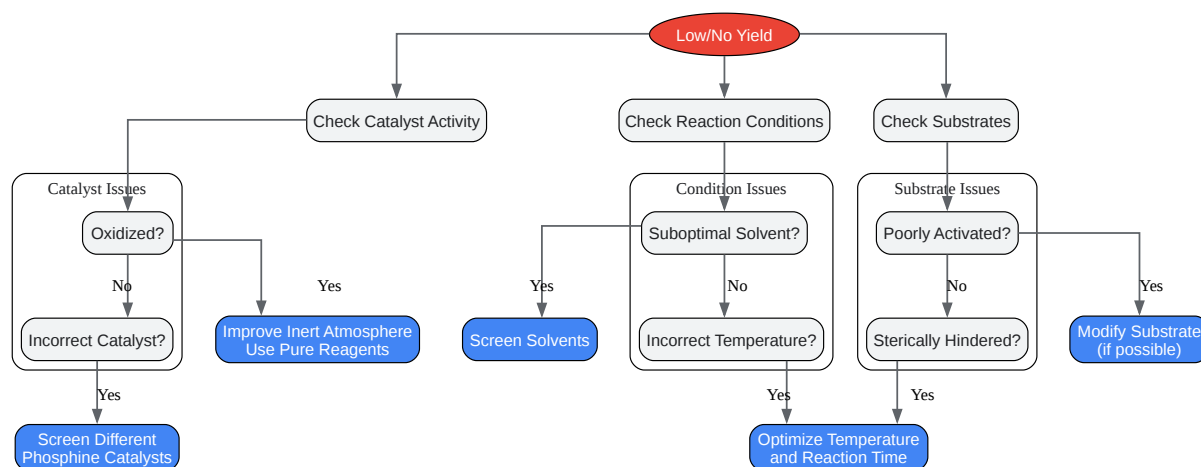 Low/No Yield
Check Catalyst Activity
Check Reaction Conditions
Check Substrates
Catalyst Issues
Condition Issues
Substrate Issues
Oxidized?
Suboptimal Solvent?
Poorly Activated?
No
Yes
Yes
No
No
Yes
Incorrect Catalyst?
Improve Inert Atmosphere
Use Pure Reagents
Screen Solvents
Incorrect Temperature?
Sterically Hindered?
Modify Substrate
(if possible)
Yes
Yes
Yes
Screen Different
Phosphine Catalysts
Optimize Temperature
and Reaction Time